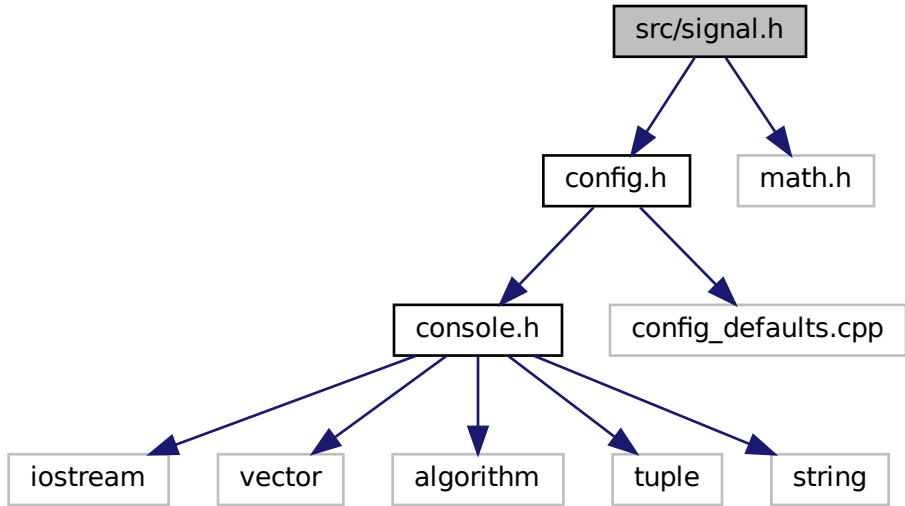 src/signal.h
config.h
math.h
console.h
config_defaults.cpp
iostream
vector
algorithm
tuple
string